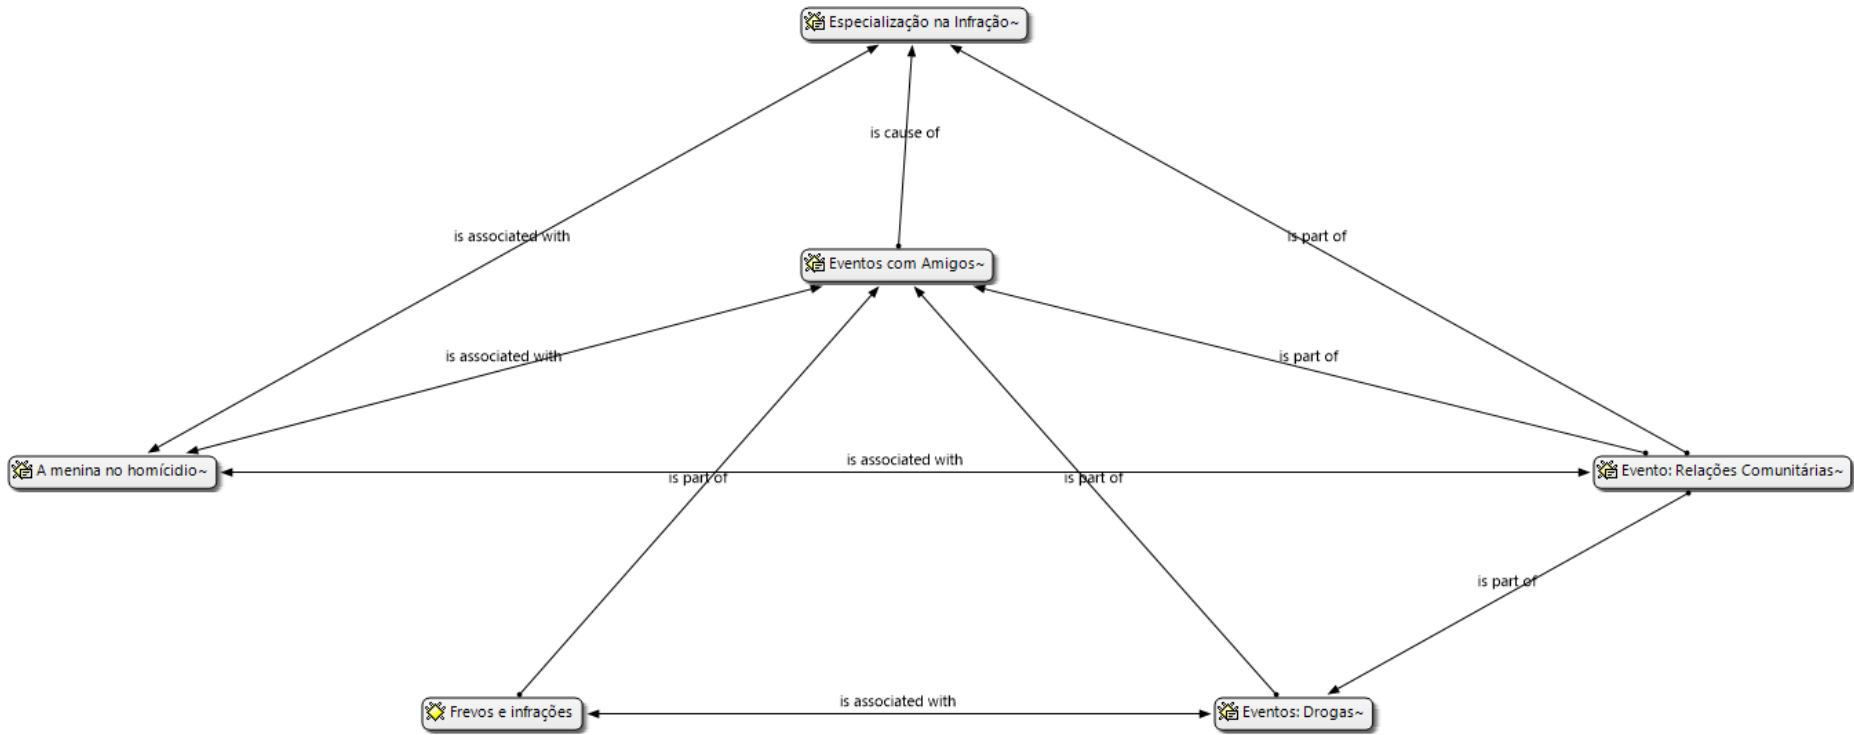 Especialização na Infração~
is cause of
is associated with
is part of
Eventos com Amigos~
is associated with
is part of
A menina no homícidio~
is associated with
Evento: Relações Comunitárias~
is part of
is part of
is part of
Frevos e infrações
is associated with
Eventos: Drogas~